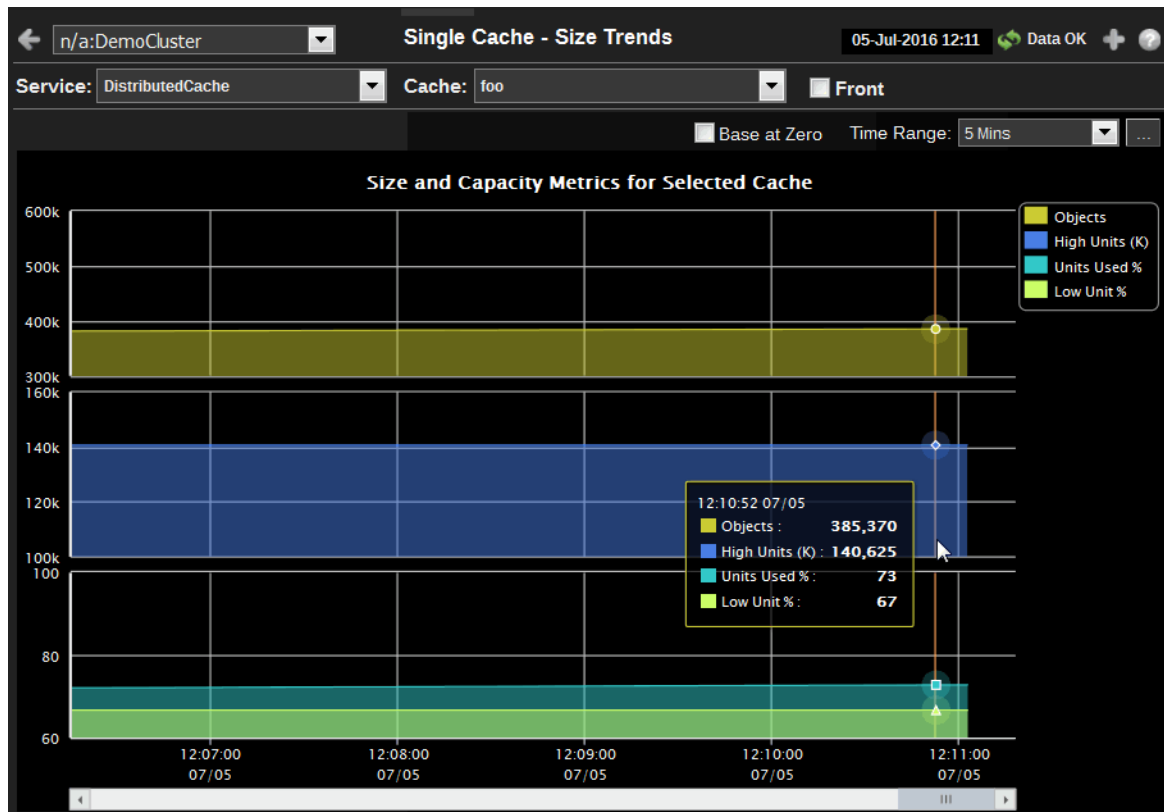 n/a:DemoCluster Single Cache - Size Trends 05-Jul-2016 12:11 Data OK ?
Service: DistributedCache Cache: foo Front
Base at Zero Time Range: 5 Mins ...
Size and Capacity Metrics for Selected Cache
600k
500k
400k
300k
Objects
High Units (K)
Units Used %
Low Unit %
160k
140k
120k
100k
12:10:52 07/05
Objects : 385,370
High Units (K) : 140,625
Units Used % : 73
Low Unit % : 67
100
80
60
12:07:00 12:08:00 12:09:00 12:10:00 12:11:00
07/05 07/05 07/05 07/05 07/05